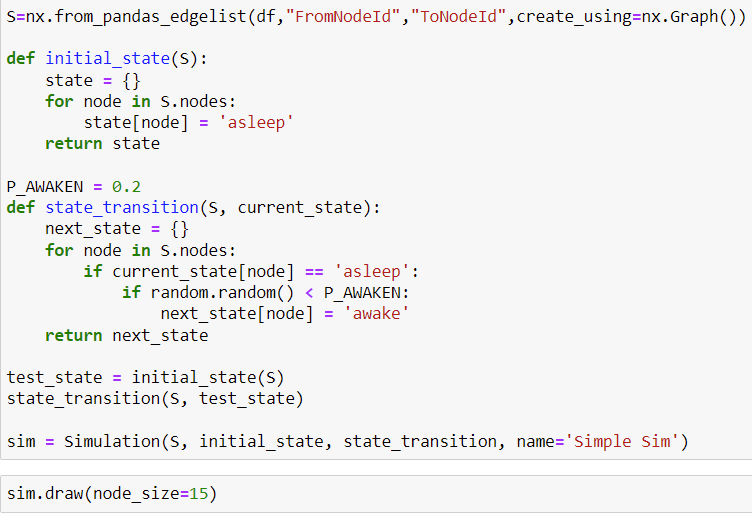 S=nx.from_pandas_edgelist(df,"FromNodeId","ToNodeId",create_using=nx.Graph())
def initial_state(S):
    state = {}
    for node in S.nodes:
        state[node] = 'asleep'
    return state
P_AWAKEN = 0.2
def state_transition(S, current_state):
    next_state = {}
    for node in S.nodes:
        if current_state[node] == 'asleep':
            if random.random() < P_AWAKEN:
                next_state[node] = 'awake'
    return next_state
test_state = initial_state(S)
state_transition(S, test_state)
sim = Simulation(S, initial_state, state_transition, name='Simple Sim')
sim.draw(node_size=15)